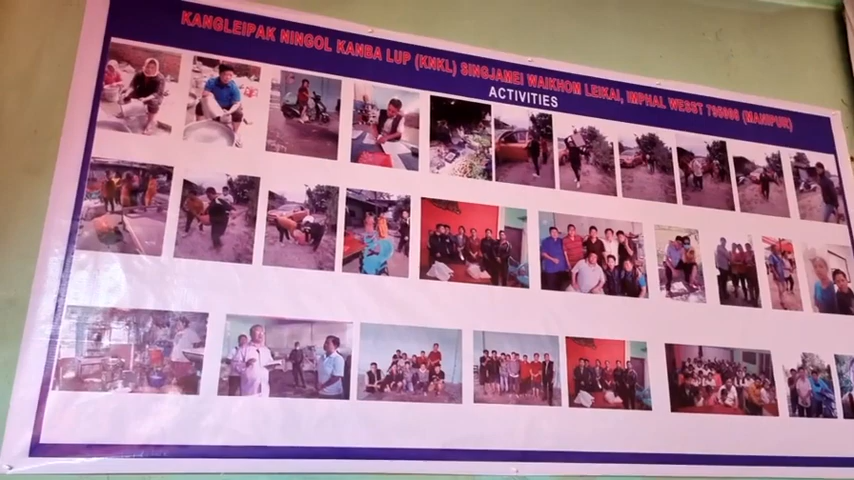 KANGLEIPAK NINGOL KANBA LUP (KNKL) SINGJAMEI WAIKHOM LEIKAI, IMPHAL WESST 795008 (MANIPUR)
ACTIVITIES